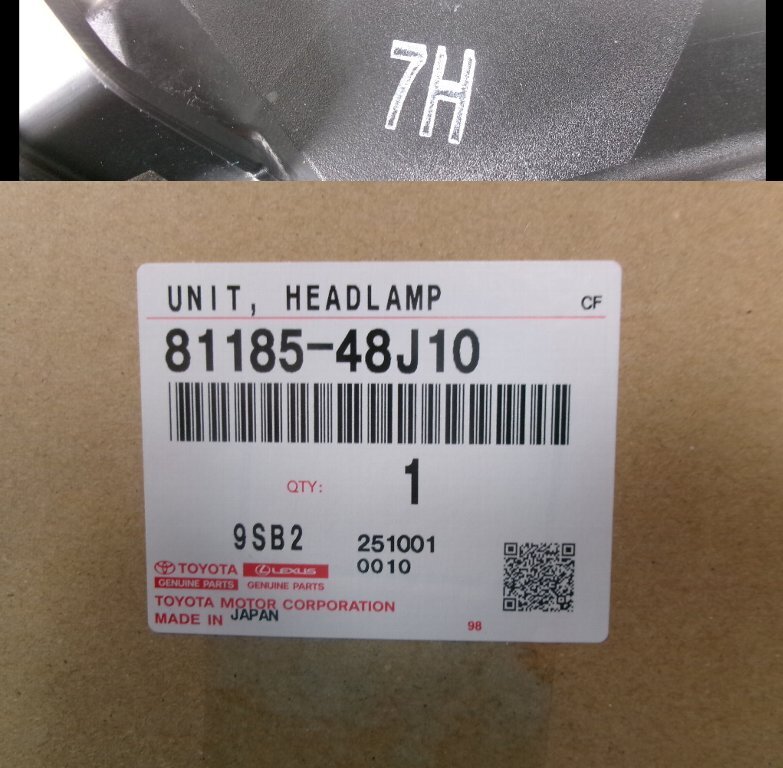 7H
UNIT, HEADLAMP CF
81185-48J10
QTY: 1
9SB2 251001
0010
TOYOTA LEXUS
GENUINE PARTS GENUINE PARTS
TOYOTA MOTOR CORPORATION
MADE IN JAPAN
98